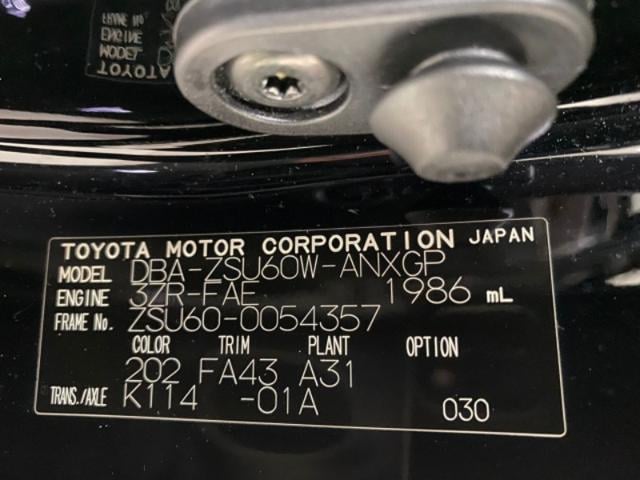 TOYOTA MOTOR CORPORATION JAPAN
MODEL DBA-ZSU60W-ANXGP
ENGINE 3ZR-FAE 1986 mL
FRAME No. ZSU60-0054357
COLOR TRIM PLANT OPTION
202 FA43 A31
TRANS./AXLE K114 -01A 030